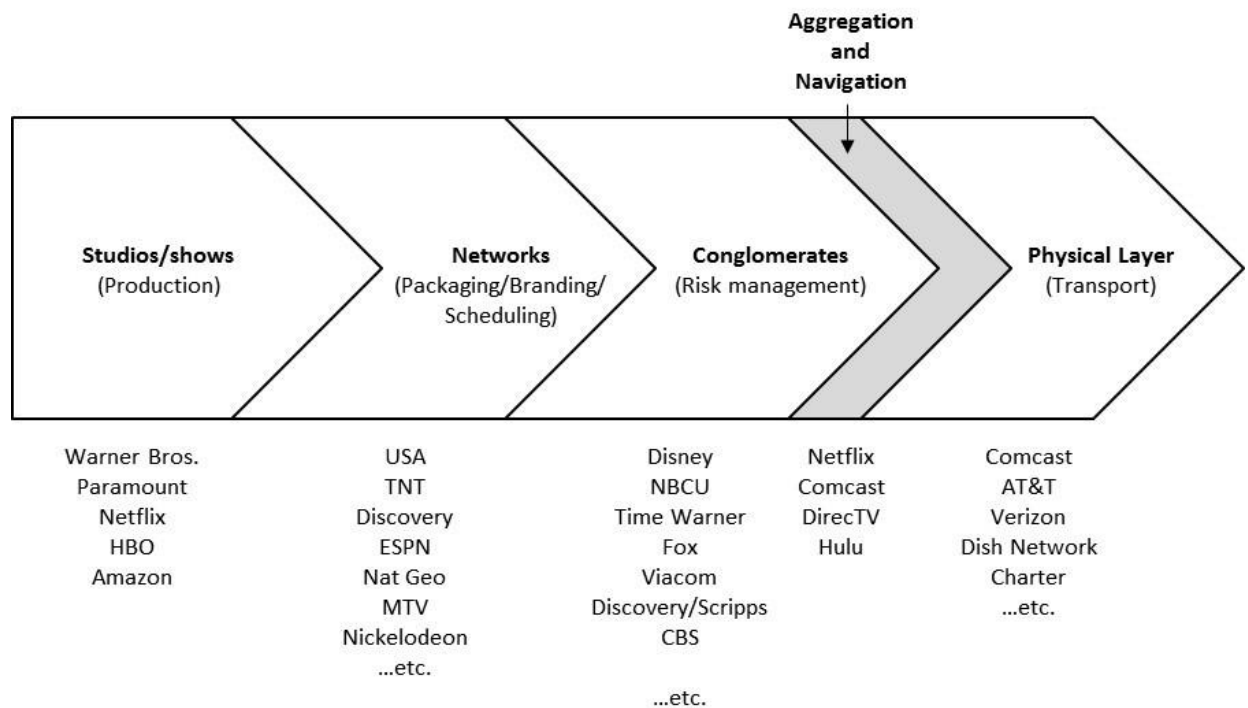 Aggregation
and
Navigation
Studios/shows
(Production)
Networks
(Packaging/Branding/
Scheduling)
Conglomerates
(Risk management)
Physical Layer
(Transport)
Warner Bros.
Paramount
Netflix
HBO
Amazon
USA
TNT
Discovery
ESPN
Nat Geo
MTV
Nickelodeon
...etc.
Disney
NBCU
Time Warner
Fox
Viacom
Discovery/Scripps
CBS
...etc.
Netflix
Comcast
DirecTV
Hulu
Comcast
AT&T
Verizon
Dish Network
Charter
...etc.